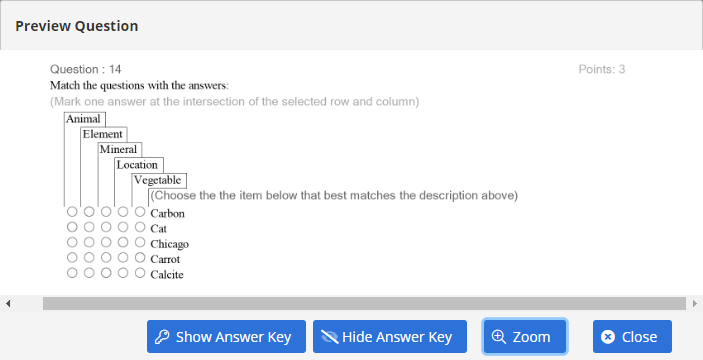 Preview Question
Question : 14 Points: 3
Match the questions with the answers:
(Mark one answer at the intersection of the selected row and column)
Animal
Element
Mineral
Location
Vegetable
(Choose the the item below that best matches the description above)
Carbon
Cat
Chicago
Carrot
Calcite
Show Answer Key Hide Answer Key Zoom Close